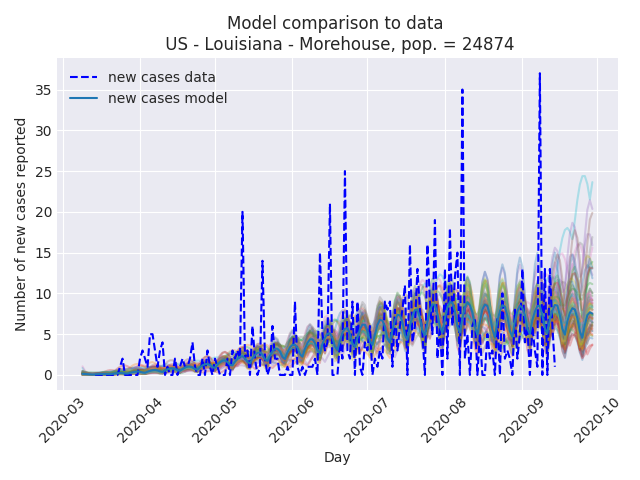 Model comparison to data
US - Louisiana - Morehouse, pop. = 24874
new cases data
new cases model
Number of new cases reported
35
30
25
20
15
10
5
0
2020-03
2020-04
2020-05
2020-06
2020-07
2020-08
2020-09
2020-10
Day